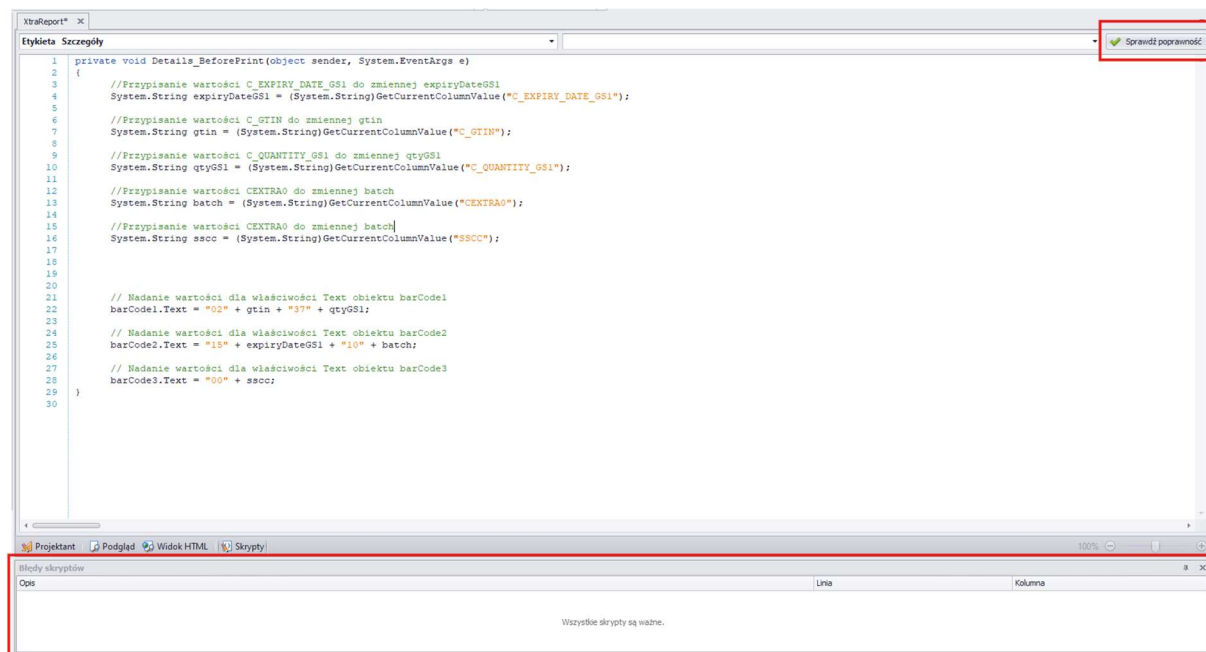 XtraReport*
Etykieta Szczegóły
Sprawdź poprawność
1 private void Details_BeforePrint(object sender, System.EventArgs e)
2 {
3 //Przypisanie wartości C_EXPIRY_DATE_GS1 do zmiennej expiryDateGS1
4 System.String expiryDateGS1 = (System.String)GetCurrentColumnValue("C_EXPIRY_DATE_GS1");
5
6 //Przypisanie wartości C_GTIN do zmiennej gtin
7 System.String gtin = (System.String)GetCurrentColumnValue("C_GTIN");
8
9 //Przypisanie wartości C_QUANTITY_GS1 do zmiennej qtyGS1
10 System.String qtyGS1 = (System.String)GetCurrentColumnValue("C_QUANTITY_GS1");
11
12 //Przypisanie wartości CEXTRA0 do zmiennej batch
13 System.String batch = (System.String)GetCurrentColumnValue("CEXTRA0");
14
15 //Przypisanie wartości CEXTRA0 do zmiennej batch
16 System.String sscc = (System.String)GetCurrentColumnValue("SSCC");
17
18
19
20
21 // Nadanie wartości dla właściwości Text obiektu barCode1
22 barCode1.Text = "02" + gtin + "37" + qtyGS1;
23
24 // Nadanie wartości dla właściwości Text obiektu barCode2
25 barCode2.Text = "15" + expiryDateGS1 + "10" + batch;
26
27 // Nadanie wartości dla właściwości Text obiektu barCode3
28 barCode3.Text = "00" + sscc;
29 }
30
Projektant Podgląd Widok HTML Skrypty 100%
Błędy skryptów
Opis Linia Kolumna
Wszystkie skrypty są ważne.